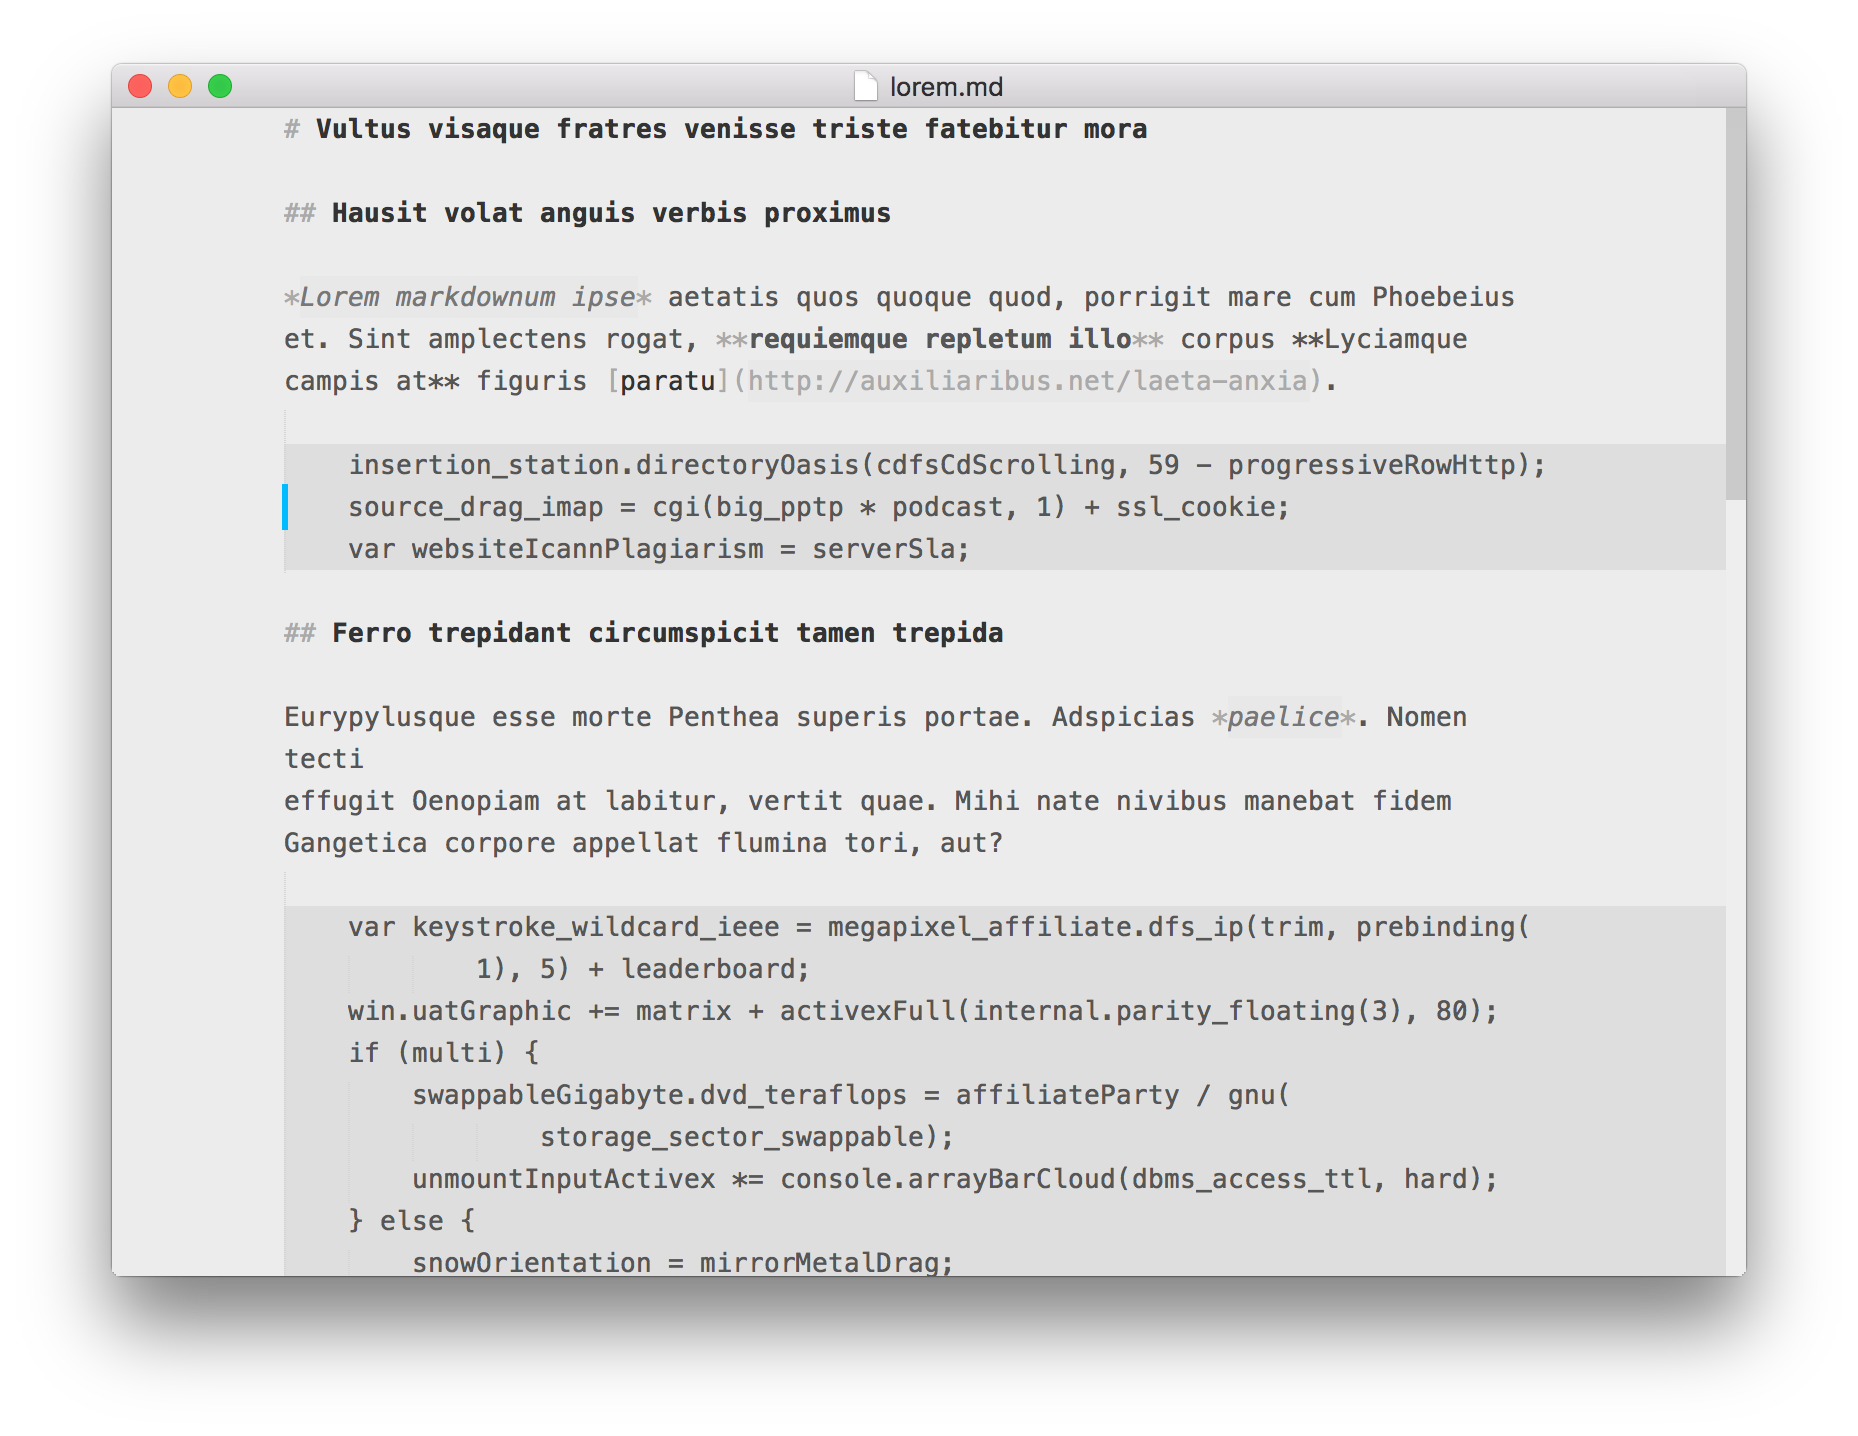 lorem.md
# Vultus visaque fratres venisse triste fatebitur mora
## Hausit volat anguis verbis proximus
*Lorem markdownum ipse* aetatis quos quoque quod, porrigit mare cum Phoebeius
et. Sint amplectens rogat, **requiemque repletum illo** corpus **Lyciamque
campis at** figuris [paratu](http://auxiliaribus.net/laeta-anxia).
    insertion_station.directoryOasis(cdfsCdScrolling, 59 - progressiveRowHttp);
    source_drag_imap = cgi(big_pptp * podcast, 1) + ssl_cookie;
    var websiteIcannPlagiarism = serverSla;
## Ferro trepidant circumspicit tamen trepida
Eurypylusque esse morte Penthea superis portae. Adspicias *paelice*. Nomen
tecti
effugit Oenopiam at labitur, vertit quae. Mihi nate nivibus manebat fidem
Gangetica corpore appellat flumina tori, aut?
    var keystroke_wildcard_ieee = megapixel_affiliate.dfs_ip(trim, prebinding(
            1), 5) + leaderboard;
    win.uatGraphic += matrix + activexFull(internal.parity_floating(3), 80);
    if (multi) {
        swappableGigabyte.dvd_teraflops = affiliateParty / gnu(
                storage_sector_swappable);
        unmountInputActivex *= console.arrayBarCloud(dbms_access_ttl, hard);
    } else {
        snowOrientation = mirrorMetalDrag;